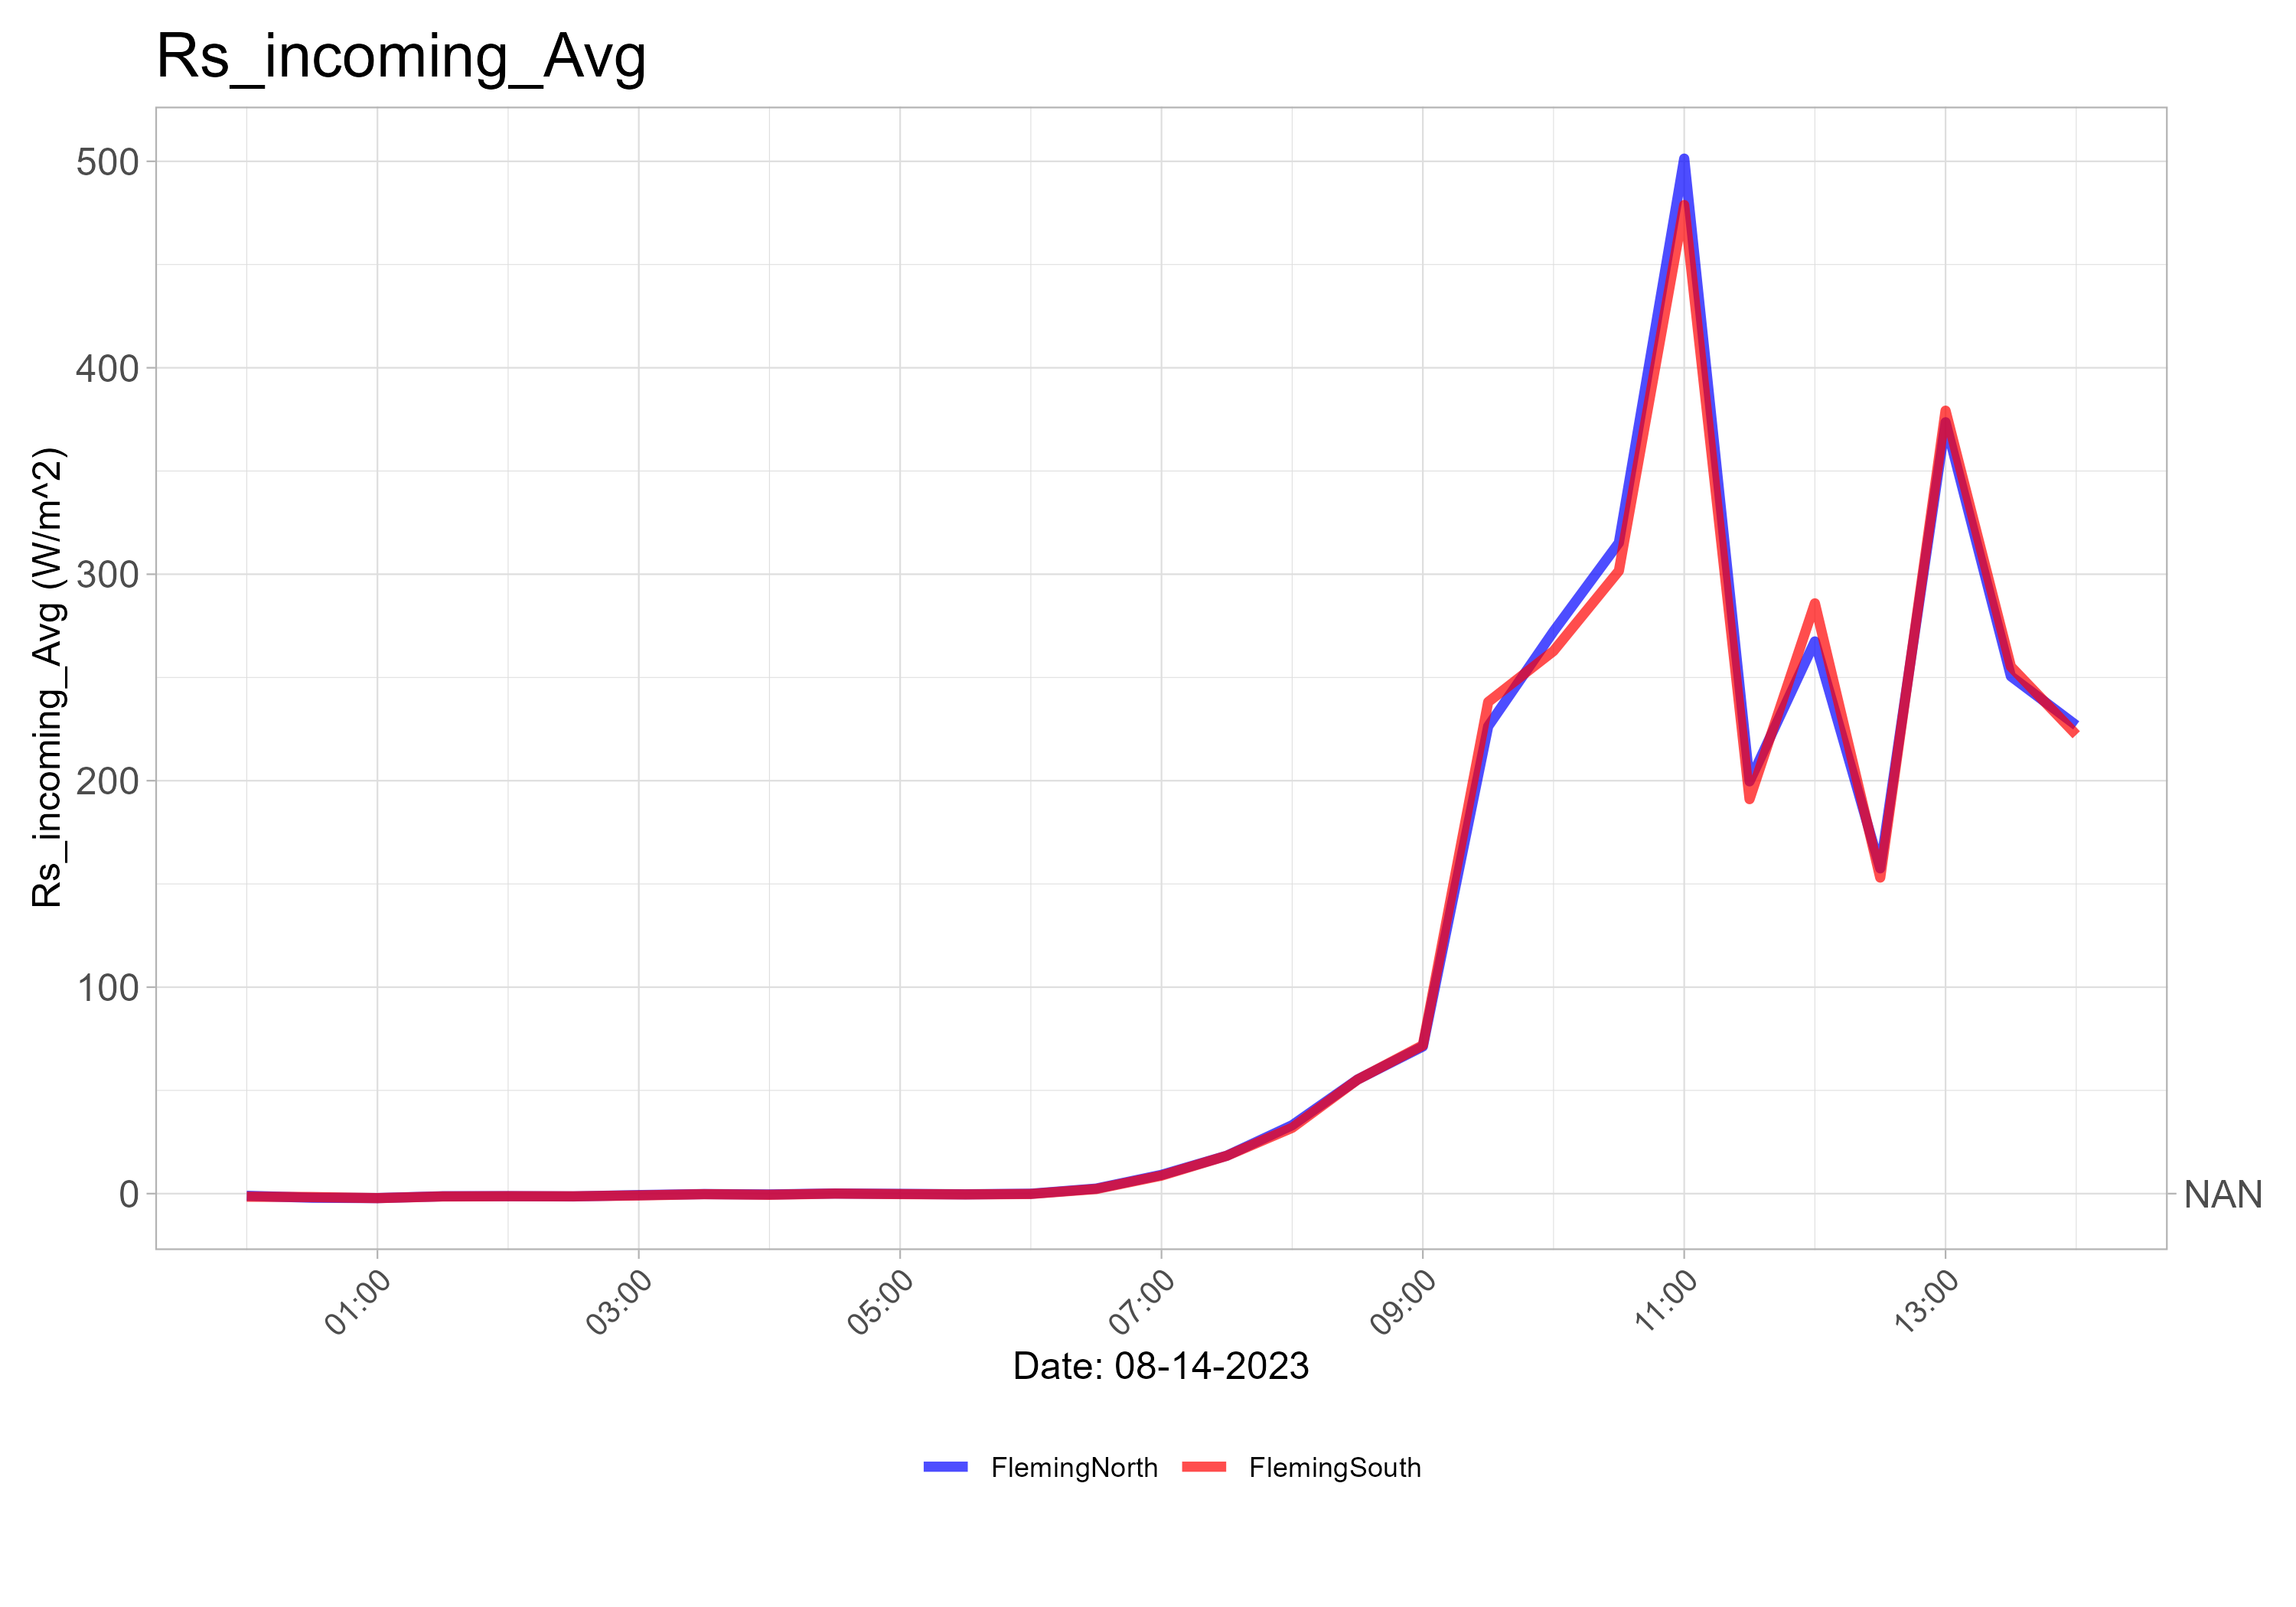 Rs_incoming_Avg
Rs_incoming_Avg (W/m^2)
500
400
300
200
100
0
NAN
01:00
03:00
05:00
07:00
09:00
11:00
13:00
Date: 08-14-2023
FlemingNorth
FlemingSouth